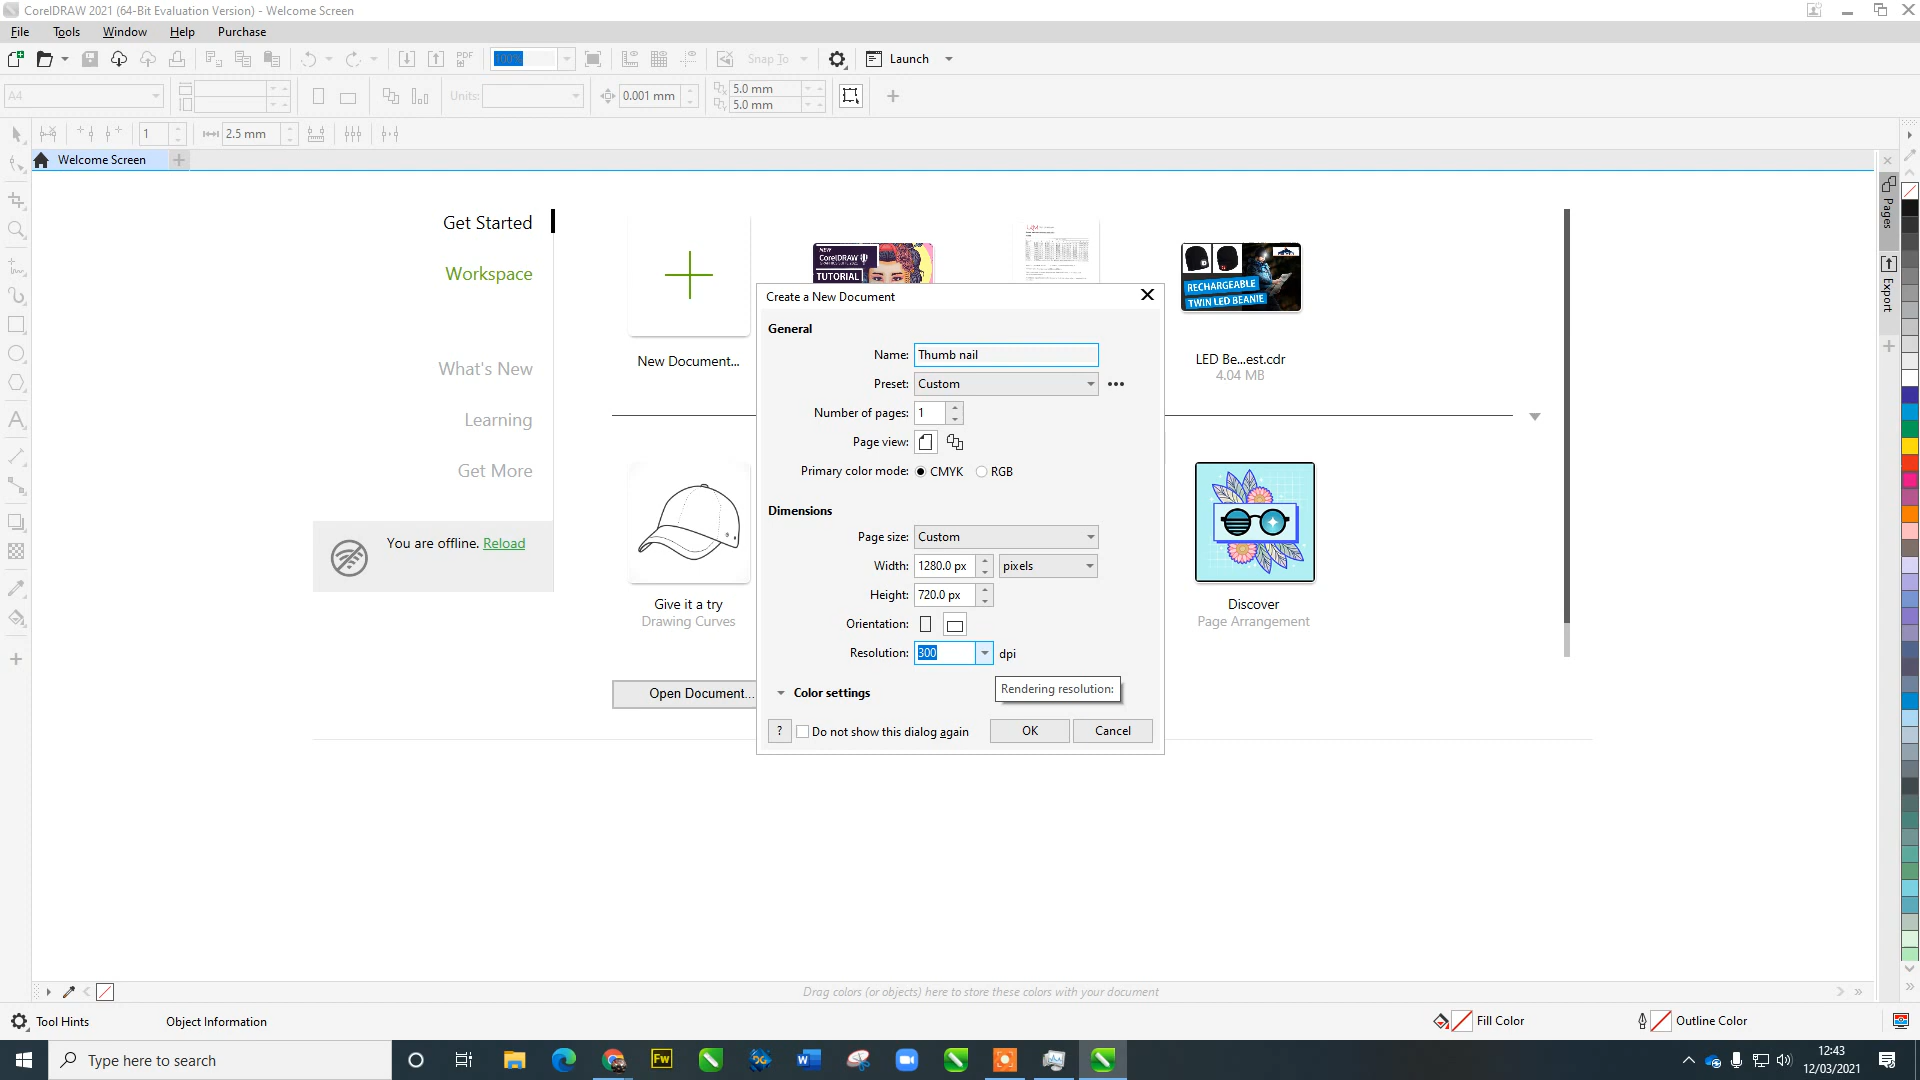 CorelDRAW 2021 (64-Bit Evaluation Version) - Welcome Screen
File Tools Window Help Purchase
PDF 100% Snap To Launch
A4 Units: 0.001 mm 5.0 mm
5.0 mm
1 2.5 mm
Welcome Screen
Get Started
Workspace
What's New
Learning
Get More
You are offline. Reload
New Document...
NEW
CorelDRAW
TUTORIAL
RECHARGEABLE
TWIN LED BEANIE
LED Be...est.cdr
4.04 MB
Create a New Document
General
Name: Thumb nail
Preset: Custom
Number of pages: 1
Page view:
Primary color mode: CMYK RGB
Dimensions
Page size: Custom
Width: 1280.0 px pixels
Height: 720.0 px
Orientation:
Resolution: 300 dpi
Rendering resolution:
Color settings
? Do not show this dialog again OK Cancel
Give it a try
Drawing Curves
Discover
Page Arrangement
Open Document...
Pages
Export
Drag colors (or objects) here to store these colors with your document
Tool Hints Object Information Fill Color Outline Color
Type here to search
Fw
12:43
12/03/2021